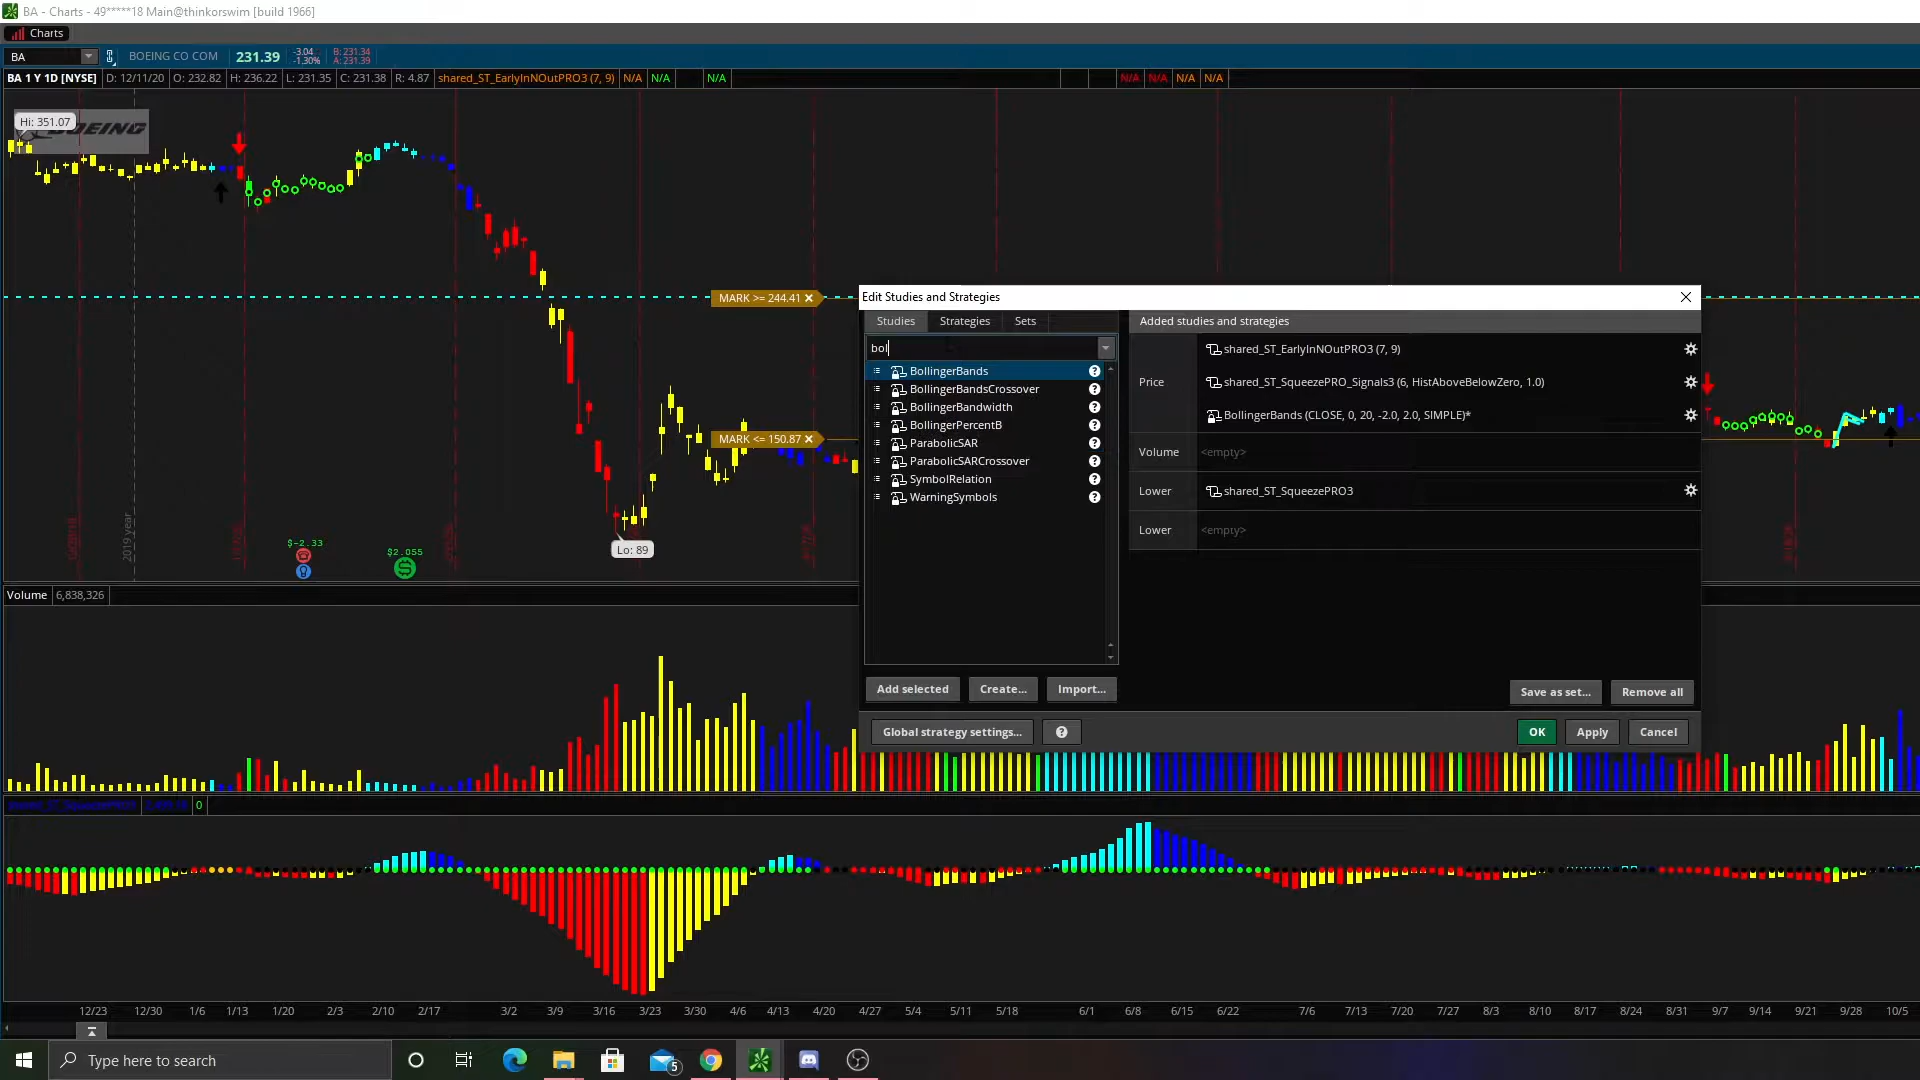 BA - Charts - 49*****18 Main@thinkorswim [build 1966]
Charts
BA BOEING CO COM 231.39 -3.04 -1.30% B: 231.34 A: 231.39
BA 1 Y 1D [NYSE] D: 12/11/20 O: 232.82 H: 236.22 L: 231.35 C: 231.38 R: 4.87 shared_ST_EarlyInNOutPRO3 (7, 9) N/A N/A N/A N/A N/A N/A N/A
Hi: 351.07
BOEING
MARK >= 244.41
MARK <= 150.87
2019 year
$-2.33
$2.055
Lo: 89
Edit Studies and Strategies
Studies Strategies Sets
bol
BollingerBands
BollingerBandsCrossover
BollingerBandwidth
BollingerPercentB
ParabolicSAR
ParabolicSARCrossover
SymbolRelation
WarningSymbols
Add selected Create... Import...
Added studies and strategies
Price
shared_ST_EarlyInNOutPRO3 (7, 9)
shared_ST_SqueezePRO_Signals3 (6, HistAboveBelowZero, 1.0)
BollingerBands (CLOSE, 0, 20, -2.0, 2.0, SIMPLE)*
Volume <empty>
Lower shared_ST_SqueezePRO3
Lower <empty>
Save as set... Remove all
Global strategy settings... ?
OK Apply Cancel
Volume 6,838,326
shared_ST_SqueezePRO3 0
12/23 12/30 1/6 1/13 1/20 2/3 2/10 2/17 3/2 3/9 3/16 3/23 3/30 4/6 4/13 4/20 4/27 5/4 5/11 5/18 6/1 6/8 6/15 6/22 7/6 7/13 7/20 7/27 8/3 8/10 8/17 8/24 8/31 9/7 9/14 9/21 9/28 10/5
Type here to search
5